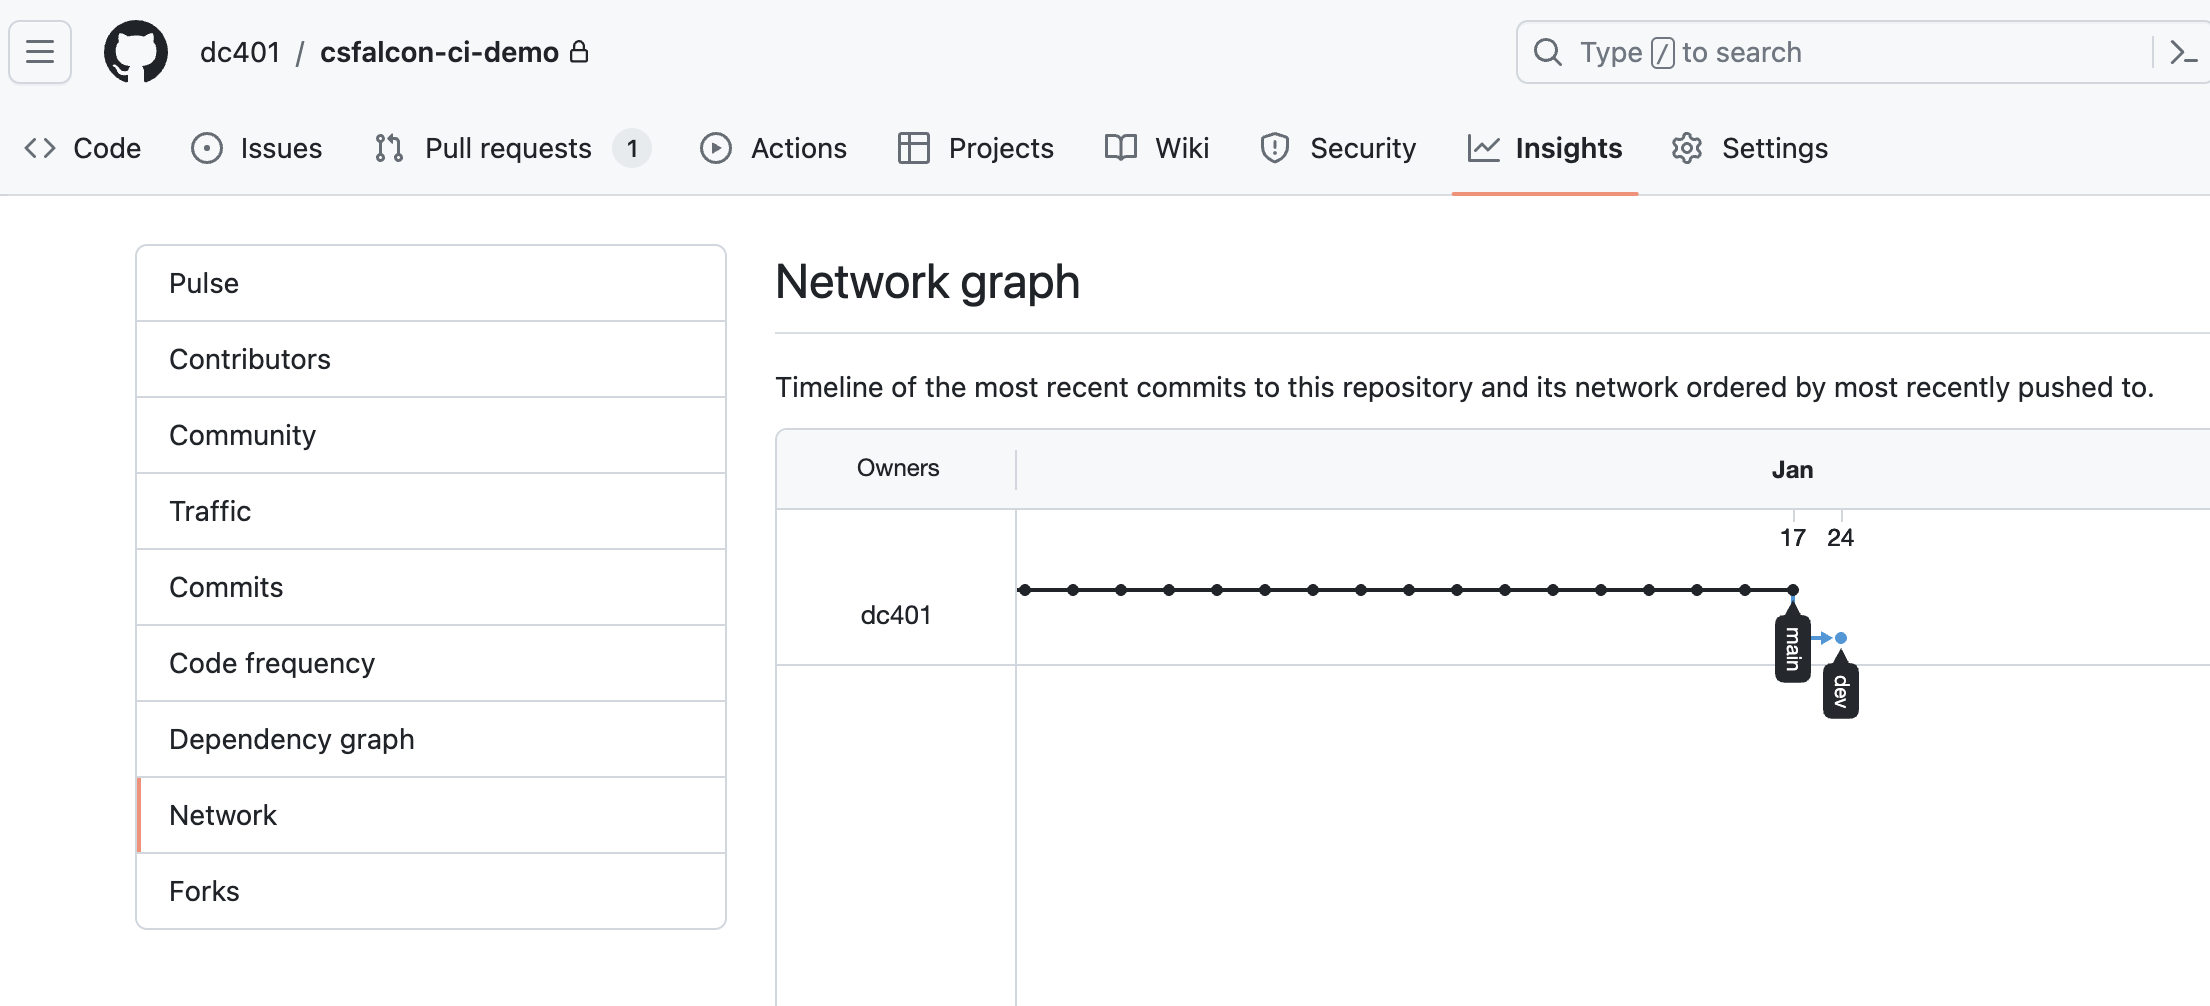 dc401 / csfalcon-ci-demo
Type / to search
Code
Issues
Pull requests 1
Actions
Projects
Wiki
Security
Insights
Settings
Pulse
Contributors
Community
Traffic
Commits
Code frequency
Dependency graph
Network
Forks
Network graph
Timeline of the most recent commits to this repository and its network ordered by most recently pushed to.
Owners
Jan
17 24
dc401
main
dev